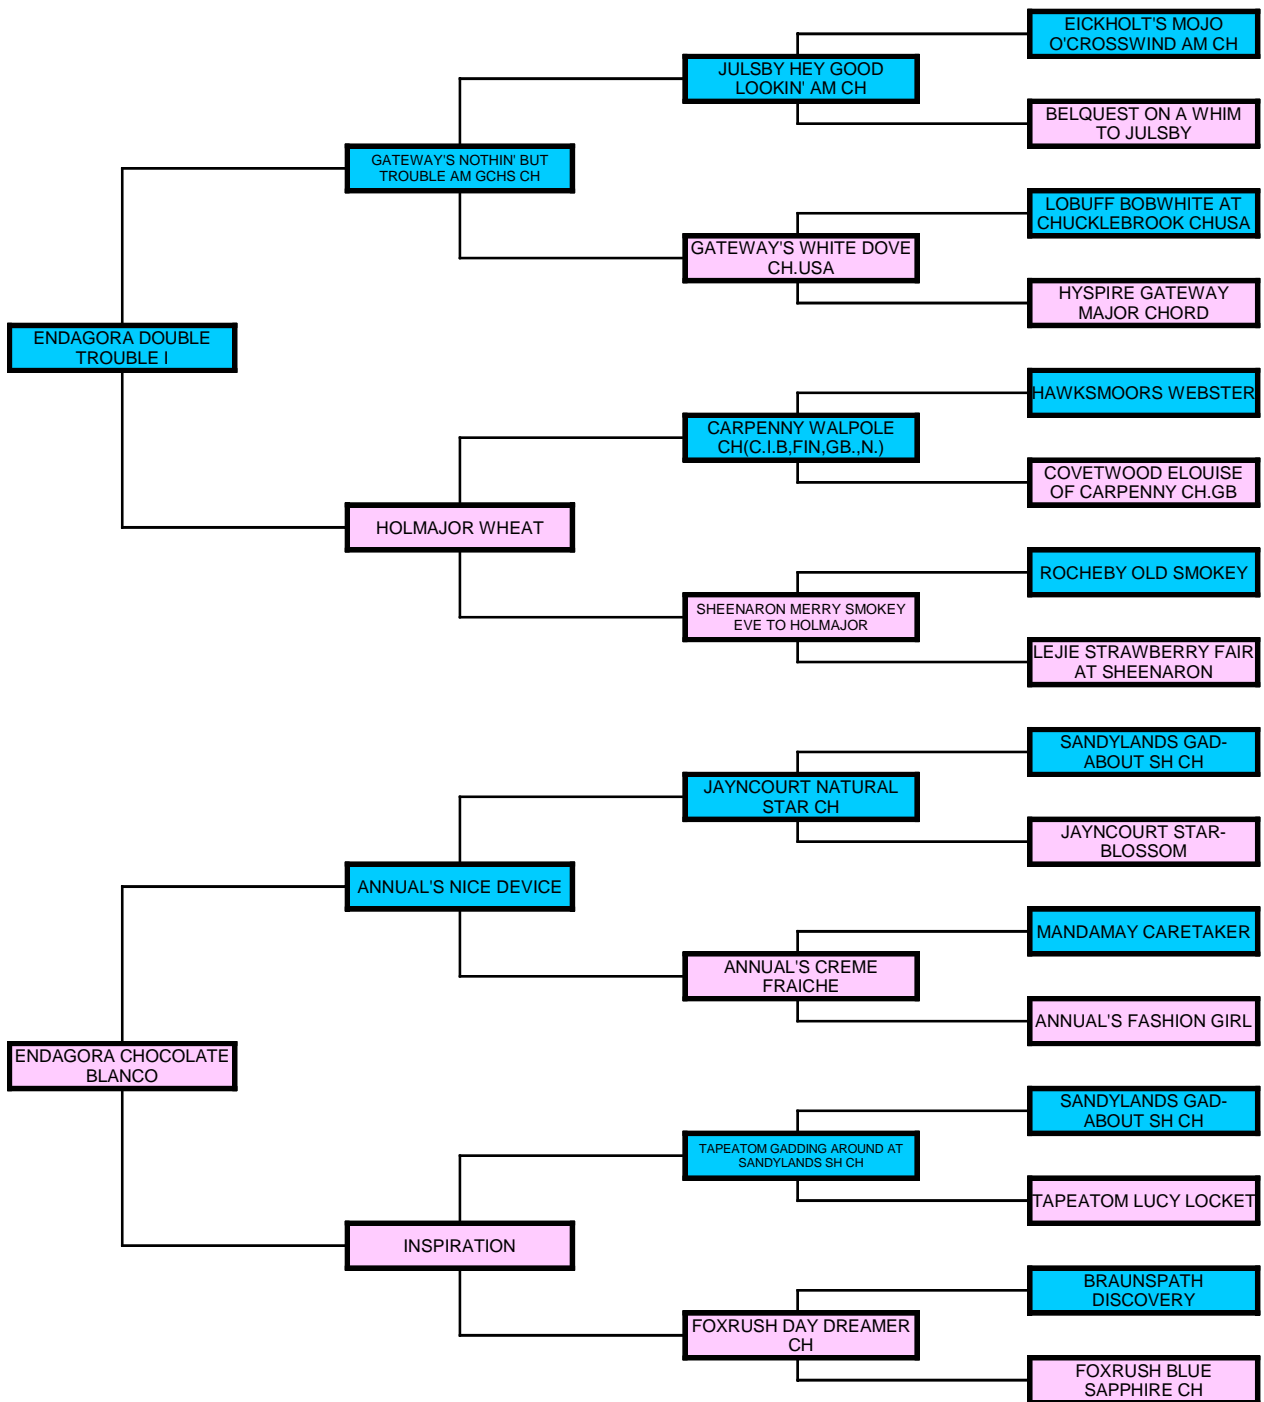 EICKHOLT'S MOJO
O'CROSSWIND AM CH
JULSBY HEY GOOD
LOOKIN' AM CH
BELQUEST ON A WHIM
TO JULSBY
GATEWAY'S NOTHIN' BUT
TROUBLE AM GCHS CH
LOBUFF BOBWHITE AT
CHUCKLEBROOK CHUSA
GATEWAY'S WHITE DOVE
CH.USA
HYSPIRE GATEWAY
MAJOR CHORD
ENDAGORA DOUBLE
TROUBLE I
HAWKSMOORS WEBSTER
CARPENNY WALPOLE
CH(C.I.B,FIN,GB.,N.)
COVETWOOD ELOUISE
OF CARPENNY CH.GB
HOLMAJOR WHEAT
ROCHEBY OLD SMOKEY
SHEENARON MERRY SMOKEY
EVE TO HOLMAJOR
LEJIE STRAWBERRY FAIR
AT SHEENARON
SANDYLANDS GAD-
ABOUT SH CH
JAYNCOURT NATURAL
STAR CH
JAYNCOURT STAR-
BLOSSOM
ANNUAL'S NICE DEVICE
MANDAMAY CARETAKER
ANNUAL'S CREME
FRAICHE
ANNUAL'S FASHION GIRL
ENDAGORA CHOCOLATE
BLANCO
SANDYLANDS GAD-
ABOUT SH CH
TAPEATOM GADDING AROUND AT
SANDYLANDS SH CH
TAPEATOM LUCY LOCKET
INSPIRATION
BRAUNSPATH
DISCOVERY
FOXRUSH DAY DREAMER
CH
FOXRUSH BLUE
SAPPHIRE CH